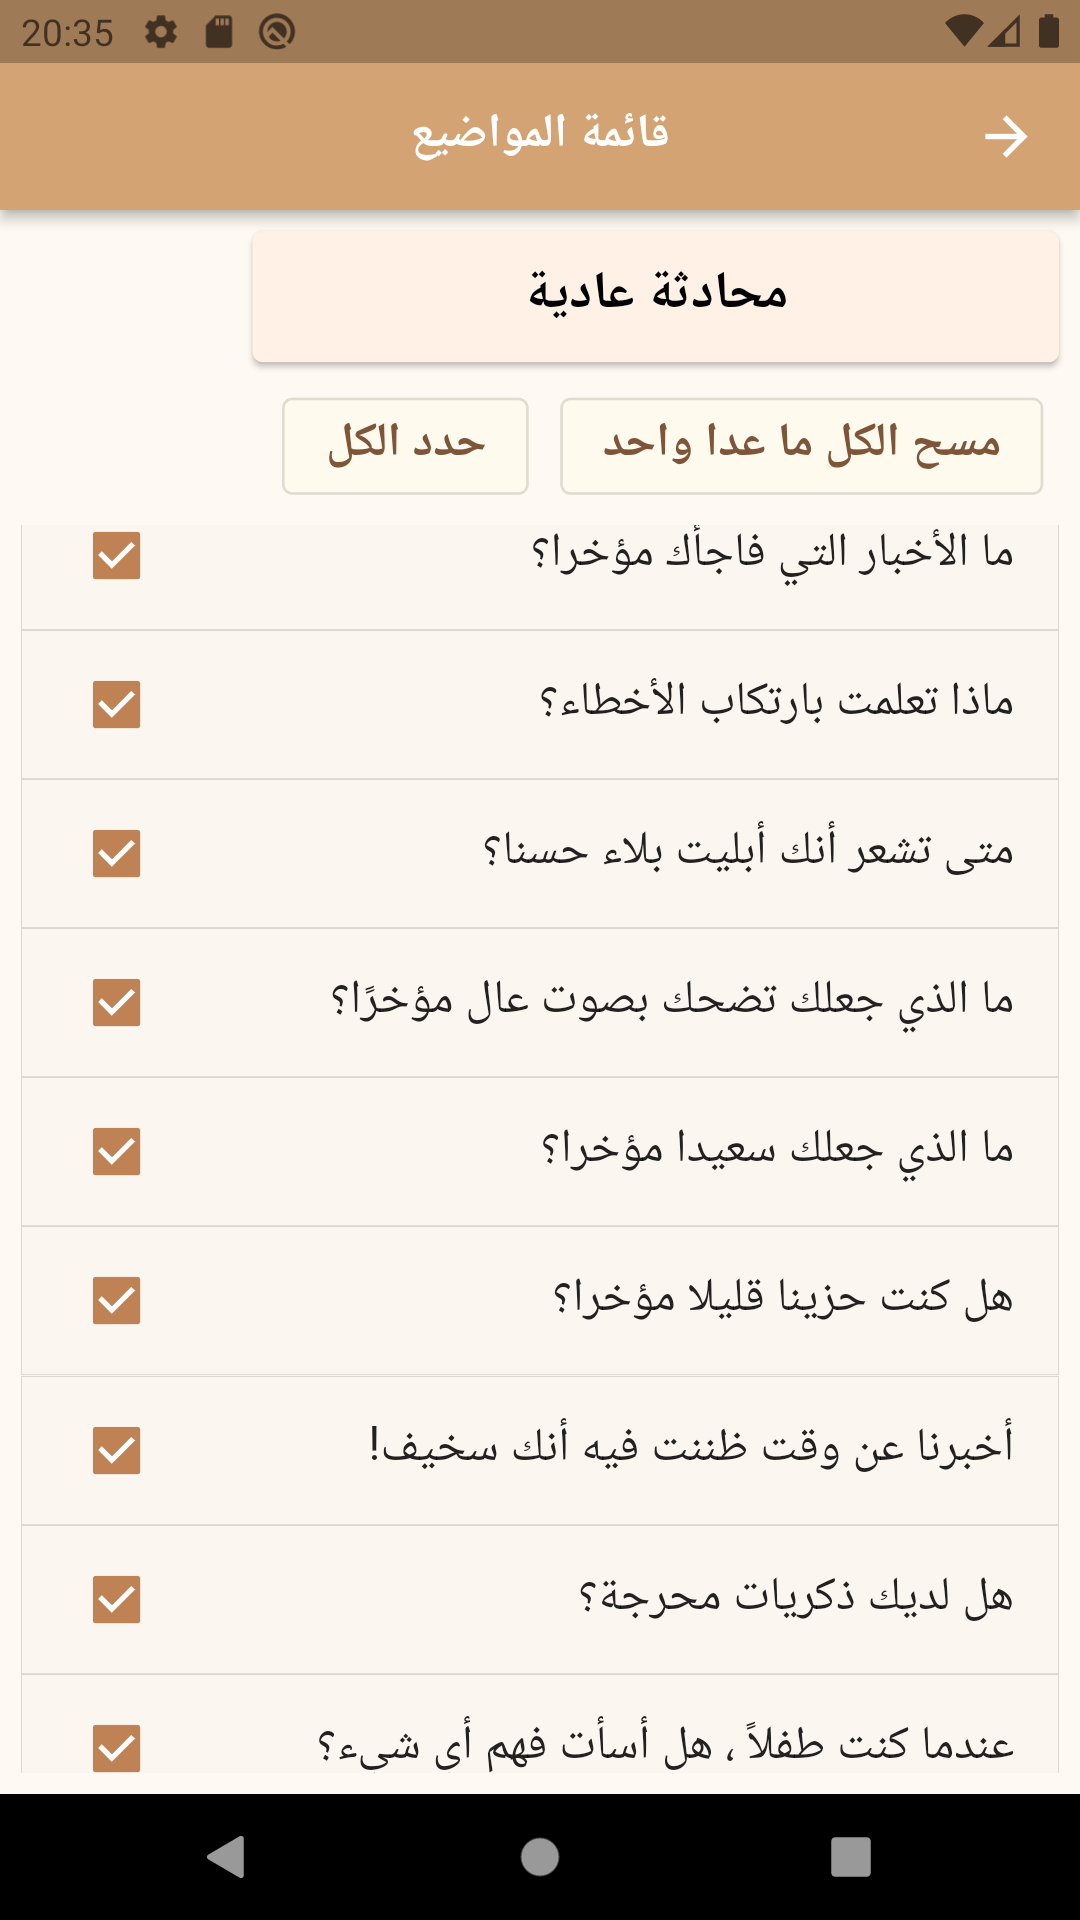 20:35
قائمة المواضيع
محادثة عادية
مسح الكل ما عدا واحد
حدد الكل
ما الأخبار التي فاجأك مؤخرا؟
ماذا تعلمت بارتكاب الأخطاء؟
متى تشعر أنك أبليت بلاء حسنا؟
ما الذي جعلك تضحك بصوت عال مؤخرًا؟
ما الذي جعلك سعيدا مؤخرا؟
هل كنت حزينا قليلا مؤخرا؟
أخبرنا عن وقت ظننت فيه أنك سخيف!
هل لديك ذكريات محرجة؟
عندما كنت طفلاً ، هل أسأت فهم أي شيء؟